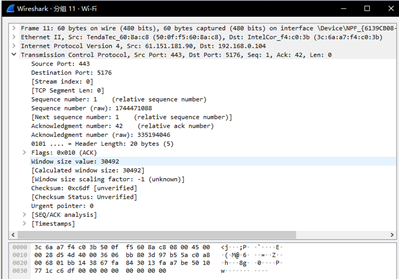 Wireshark · 分组 11 · Wi-Fi
Frame 11: 60 bytes on wire (480 bits), 60 bytes captured (480 bits) on interface \Device\NPF_{6139CB08-
Ethernet II, Src: TendaTec_60:8a:c8 (50:0f:f5:60:8a:c8), Dst: IntelCor_f4:c0:3b (3c:6a:a7:f4:c0:3b)
Internet Protocol Version 4, Src: 61.151.181.90, Dst: 192.168.0.104
Transmission Control Protocol, Src Port: 443, Dst Port: 5176, Seq: 1, Ack: 42, Len: 0
Source Port: 443
Destination Port: 5176
[Stream index: 0]
[TCP Segment Len: 0]
Sequence number: 1 (relative sequence number)
Sequence number (raw): 1744471088
[Next sequence number: 1 (relative sequence number)]
Acknowledgment number: 42 (relative ack number)
Acknowledgment number (raw): 335194046
0101 .... = Header Length: 20 bytes (5)
Flags: 0x010 (ACK)
Window size value: 30492
[Calculated window size: 30492]
[Window size scaling factor: -1 (unknown)]
Checksum: 0xc6df [unverified]
[Checksum Status: Unverified]
Urgent pointer: 0
[SEQ/ACK analysis]
[Timestamps]
0000 3c 6a a7 f4 c0 3b 50 0f f5 60 8a c8 08 00 45 00
0010 00 28 d5 4d 40 00 36 06 bb 80 3d 97 b5 5a c0 a8
0020 00 68 01 bb 14 38 67 fa 84 30 13 fa a7 be 50 10
0030 77 1c c6 df 00 00 00 00 00 00 00 00